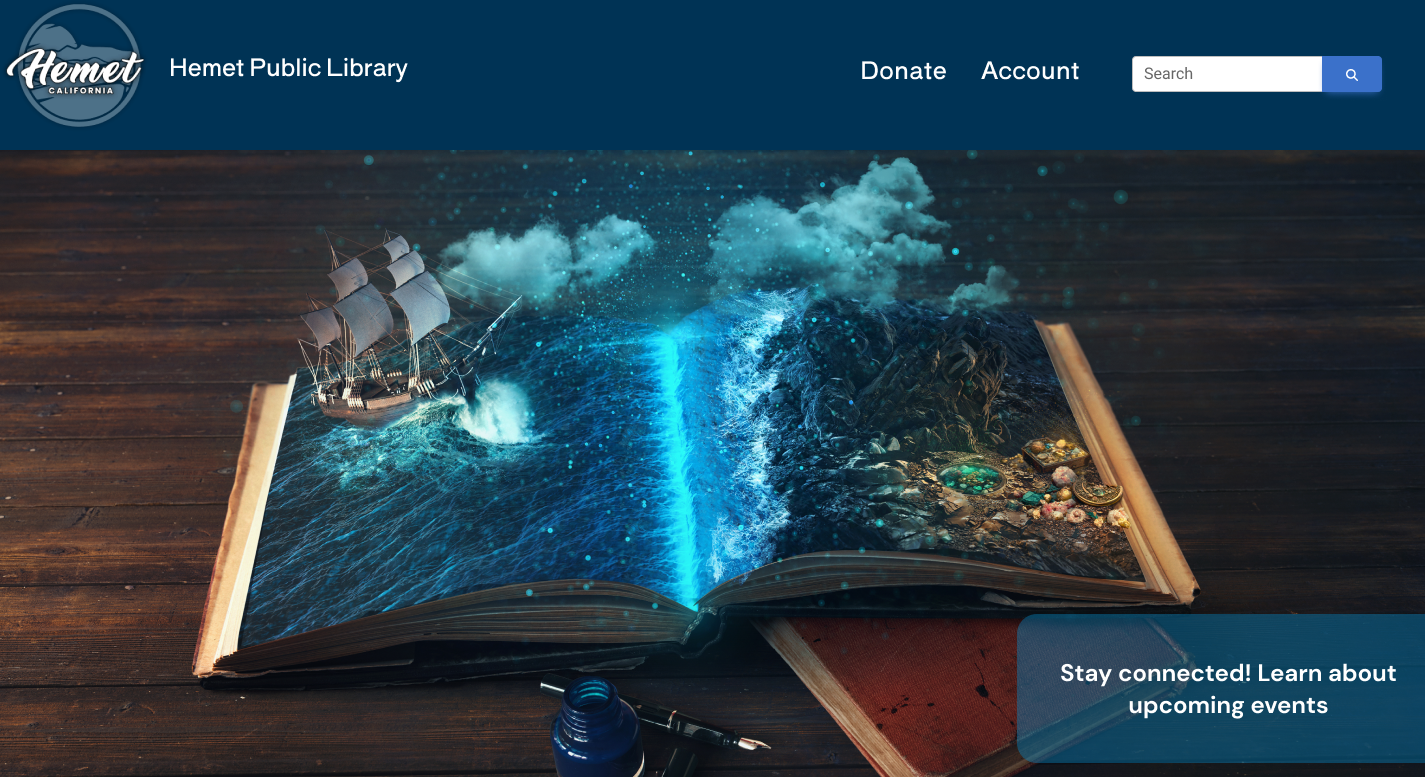 Hemet
CALIFORNIA
Hemet Public Library
Donate
Account
Search
Stay connected! Learn about
upcoming events